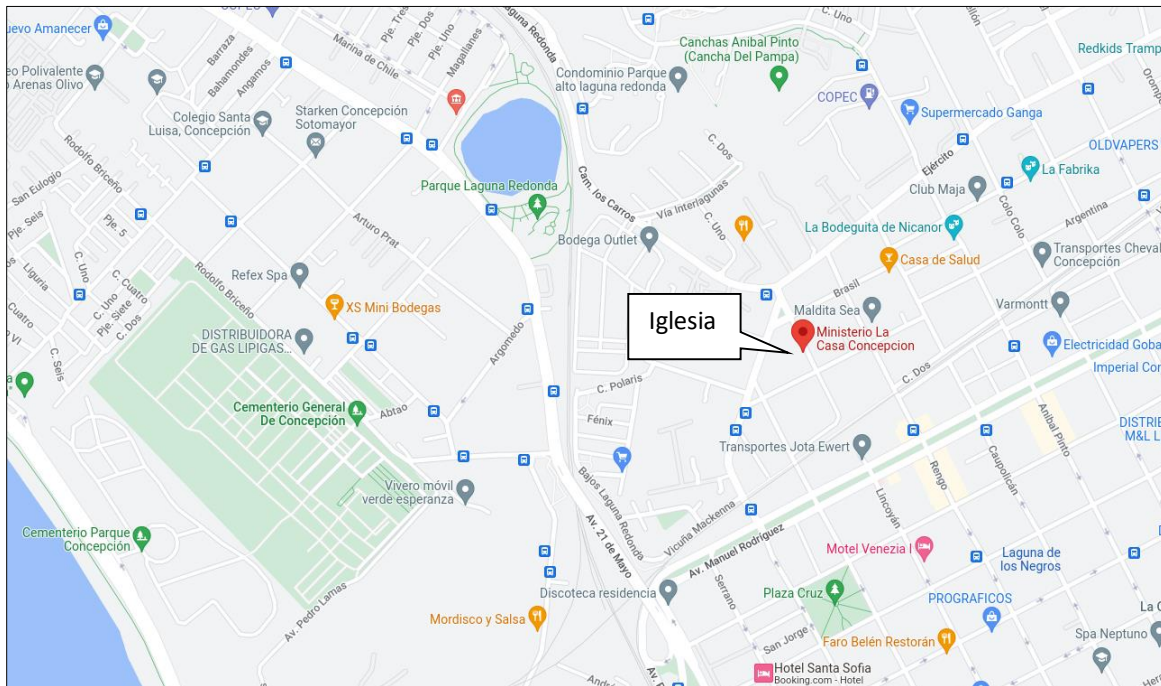 COPEC
uevo Amanecer
Barraza
Bahamondes
Angamos
Pje. Tres
Pje. Dos
Pje. Uno
Marina de Chile
Magallanes
Laguna Redonda
Canchas Anibal Pinto
(Cancha Del Pampa)
C. Uno
Redkids Tramp
eo Polivalente
o Arenas Olivo
Colegio Santa
Luisa, Concepción
Starken Concepción
Sotomayor
Condominio Parque
alto laguna redonda
COPEC
Supermercado Ganga
OLDVAPERS
La Fabrika
Ejército
C. Dos
Club Maja
Colo Colo
Argentina
Rodolfo Briceño
San Eulogio
Pje. Seis
Pje. 5
Parque Laguna Redonda
Cam. los Carros
Vía Interlagunas
C. Uno
La Bodeguita de Nicanor
Arturo Prat
Bodega Outlet
Transportes Cheval
Concepción
Casa de Salud
Liguria
C. Uno
C. Cuatro
C. Uno
Pje. Siete
C. Dos
Rodolfo Briceño
Refex Spa
XS Mini Bodegas
Brasil
Cuatro
C. Seis
DISTRIBUIDORA
DE GAS LIPIGAS...
Argomedo
Iglesia
Maldita Sea
Varmontt
Ministerio La
Casa Concepcion
Electricidad Goba
Imperial Cor
C. Dos
C. Polaris
Cementerio General
De Concepción
Abtao
Fénix
Anibal Pinto
DISTRIB
M&L L
Transportes Jota Ewert
Rengo
Caupolicán
Lincoyán
Vivero móvil
verde esperanza
Bajos Laguna Redonda
Av. 21 de Mayo
Vicuña Mackenna
Av. Manuel Rodríguez
Cementerio Parque
Concepción
Motel Venezia I
Laguna de
los Negros
Discoteca residencia
Serrano
Plaza Cruz
PROGRAFICOS
Av. Pedro Lamas
Mordisco y Salsa
San Jorge
Faro Belén Restorán
Spa Neptuno
Hotel Santa Sofia
Booking.com - Hotel